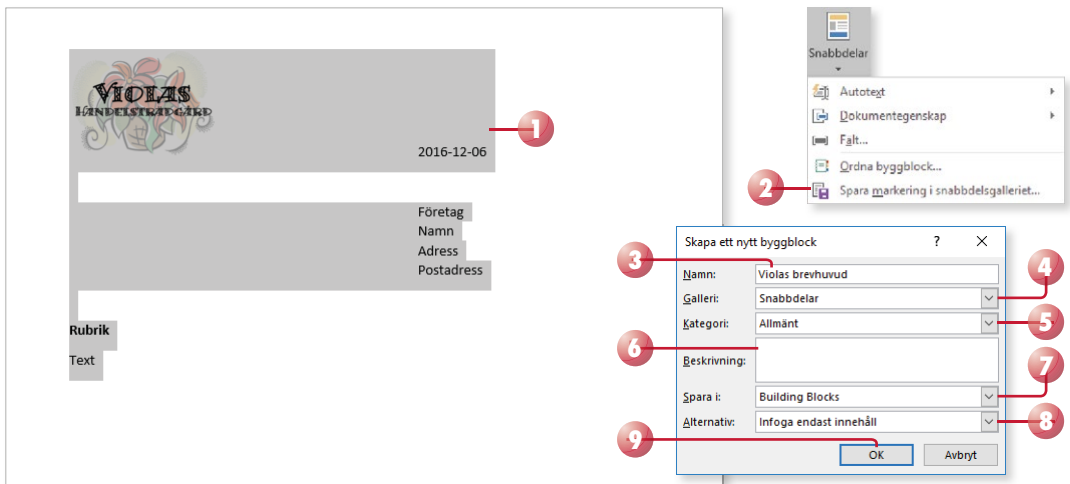 VIOLAS
HANDELSTRÄDGÅRD
1
2016-12-06
Företag
Namn
Adress
Postadress
Rubrik
Text
Snabbdelar
Autotext
Dokumentegenskap
Fält...
Ordna byggblock...
2
Spara markering i snabbdelsgalleriet...
Skapa ett nytt byggblock ? ×
3
Namn: Violas brevhuvud
4
Galleri: Snabbdelar
5
Kategori: Allmänt
6
Beskrivning:
7
Spara i: Building Blocks
8
Alternativ: Infoga endast innehåll
9
OK Avbryt